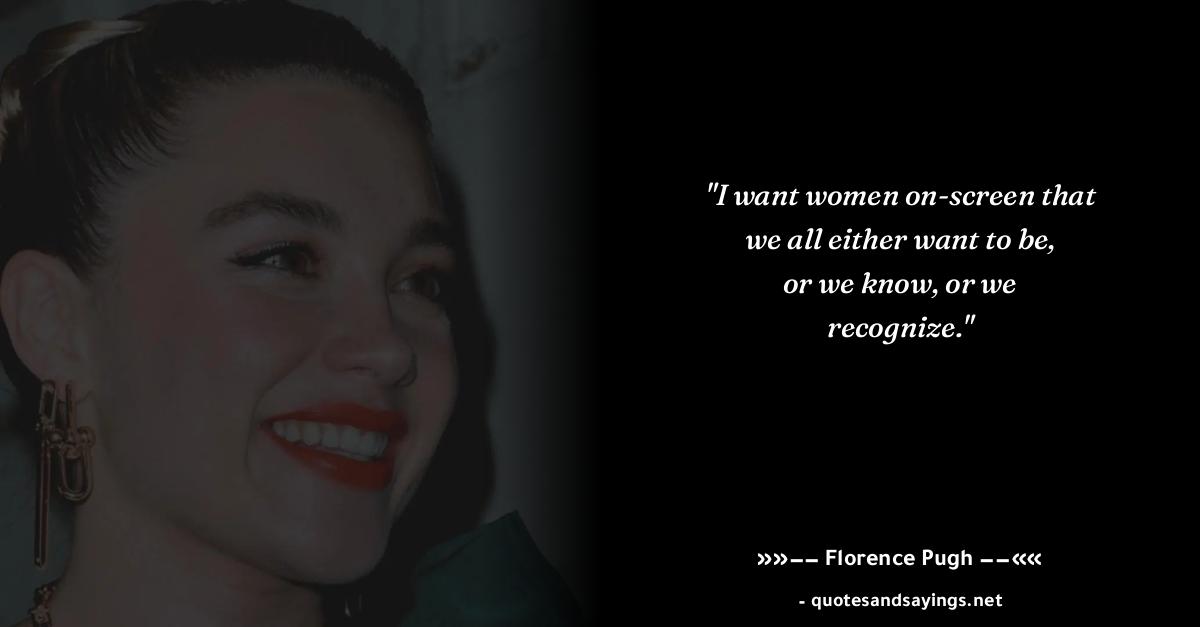 "I want women on-screen that
we all either want to be,
or we know, or we
recognize."
»»–– Florence Pugh ––««
- quotesandsayings.net